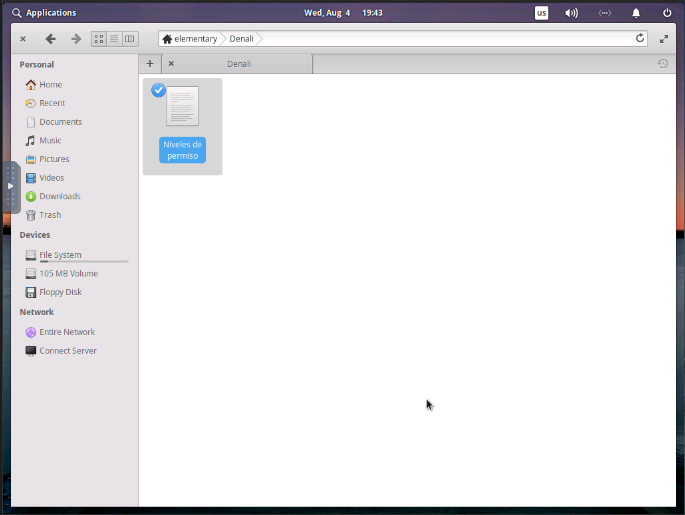 Applications
Wed, Aug 4 19:43
us
elementary
Denali
Denali
Personal
Home
Recent
Documents
Music
Pictures
Videos
Downloads
Trash
Devices
File System
105 MB Volume
Floppy Disk
Network
Entire Network
Connect Server
Niveles de
permiso